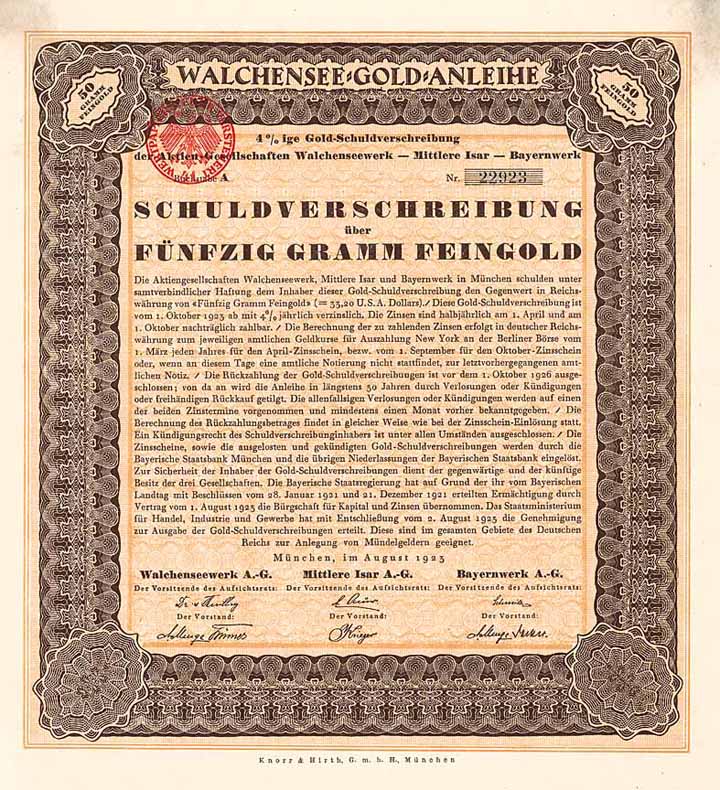 WALCHENSEE=GOLD=ANLEIHE
50
GRAMM
FEINGOLD
50
GRAMM
FEINGOLD
4% ige Gold-Schuldverschreibung
der Aktien-Gesellschaften Walchenseewerk — Mittlere Isar — Bayernwerk
A
Nr. 22923
SCHULDVERSCHREIBUNG
über
FÜNFZIG GRAMM FEINGOLD
Die Aktiengesellschaften Walchenseewerk, Mittlere Isar und Bayernwerk in München schulden unter
samtverbindlicher Haftung dem Inhaber dieser Gold-Schuldverschreibung den Gegenwert in Reichs-
währung von «Fünfzig Gramm Feingold» (= 33,20 U.S.A. Dollars). / Diese Gold-Schuldverschreibung ist
vom 1. Oktober 1923 ab mit 4% jährlich verzinslich. Die Zinsen sind halbjährlich am 1. April und am
1. Oktober nachträglich zahlbar. / Die Berechnung der zu zahlenden Zinsen erfolgt in deutscher Reichs-
währung zum jeweiligen amtlichen Geldkurse für Auszahlung New York an der Berliner Börse vom
1. März jeden Jahres für den April-Zinsschein, bezw. vom 1. September für den Oktober-Zinsschein
oder, wenn an diesem Tage eine amtliche Notierung nicht stattfindet, zur letztvorhergegangenen amt-
lichen Notiz. / Die Rückzahlung der Gold-Schuldverschreibungen ist vor dem 1. Oktober 1926 ausge-
schlossen; von da an wird die Anleihe in längstens 30 Jahren durch Verlosungen oder Kündigungen
oder freihändigen Rückkauf getilgt. Die allenfallsigen Verlosungen oder Kündigungen werden auf einen
der beiden Zinstermine vorgenommen und mindestens einen Monat vorher bekanntgegeben. / Die
Berechnung des Rückzahlungsbetrages findet in gleicher Weise wie bei der Zinsschein-Einlösung statt.
Ein Kündigungsrecht des Schuldverschreibunginhabers ist unter allen Umständen ausgeschlossen. / Die
Zinsscheine, sowie die ausgelosten und gekündigten Gold-Schuldverschreibungen werden durch die
Bayerische Staatsbank München und die übrigen Niederlassungen der Bayerischen Staatsbank eingelöst.
Zur Sicherheit der Inhaber der Gold-Schuldverschreibungen dient der gegenwärtige und der künftige
Besitz der drei Gesellschaften. Die Bayerische Staatsregierung hat auf Grund der ihr vom Bayerischen
Landtag mit Beschlüssen vom 28. Januar 1921 und 21. Dezember 1921 erteilten Ermächtigung durch
Vertrag vom 1. August 1923 die Bürgschaft für Kapital und Zinsen übernommen. Das Staatsministerium
für Handel, Industrie und Gewerbe hat mit Entschließung vom 2. August 1923 die Genehmigung
zur Ausgabe der Gold-Schuldverschreibungen erteilt. Diese sind im gesamten Gebiete des Deutschen
Reichs zur Anlegung von Mündelgeldern geeignet.
München, im August 1923
Walchenseewerk A.-G. Mittlere Isar A.-G. Bayernwerk A.-G.
Der Vorsitzende des Aufsichtsrats: Der Vorsitzende des Aufsichtsrats: Der Vorsitzende des Aufsichtsrats:
Der Vorstand: Der Vorstand: Der Vorstand:
Krieger
Knorr & Hirth, G. m. b. H., München